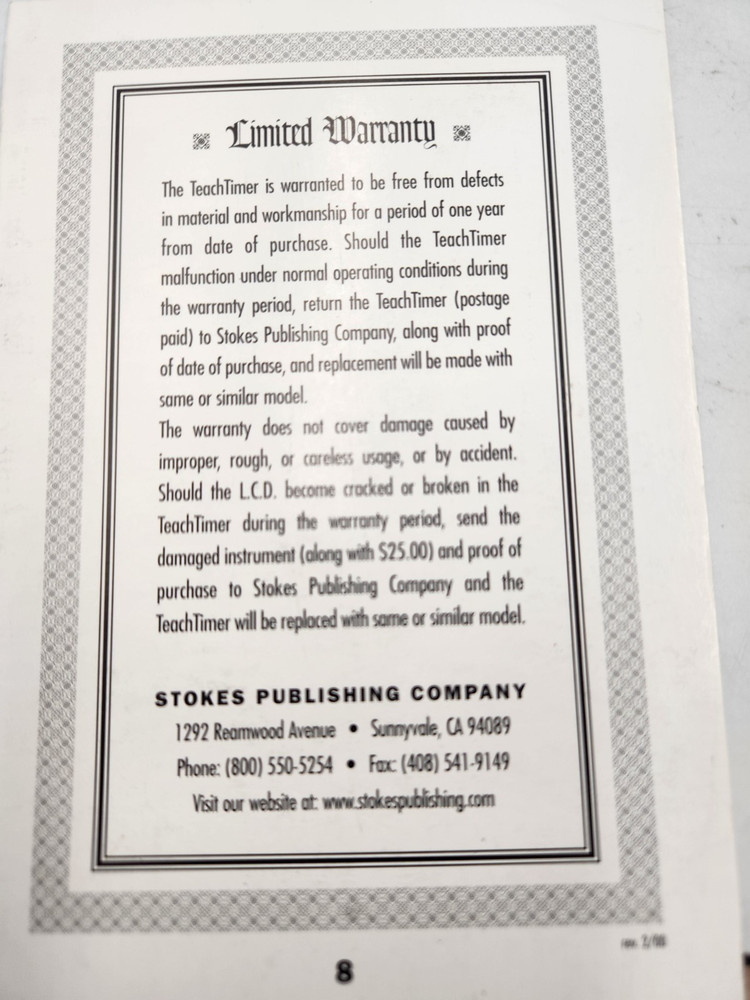 Limited Warranty
The TeachTimer is warranted to be free from defects
in material and workmanship for a period of one year
from date of purchase. Should the TeachTimer
malfunction under normal operating conditions during
the warranty period, return the TeachTimer (postage
paid) to Stokes Publishing Company, along with proof
of date of purchase, and replacement will be made with
same or similar model.
The warranty does not cover damage caused by
improper, rough, or careless usage, or by accident.
Should the L.C.D. become cracked or broken in the
TeachTimer during the warranty period, send the
damaged instrument (along with $25.00) and proof of
purchase to Stokes Publishing Company and the
TeachTimer will be replaced with same or similar model.
STOKES PUBLISHING COMPANY
1292 Reamwood Avenue • Sunnyvale, CA 94089
Phone: (800) 550-5254 • Fax: (408) 541-9149
Visit our website at: www.stokespublishing.com
rev.
8